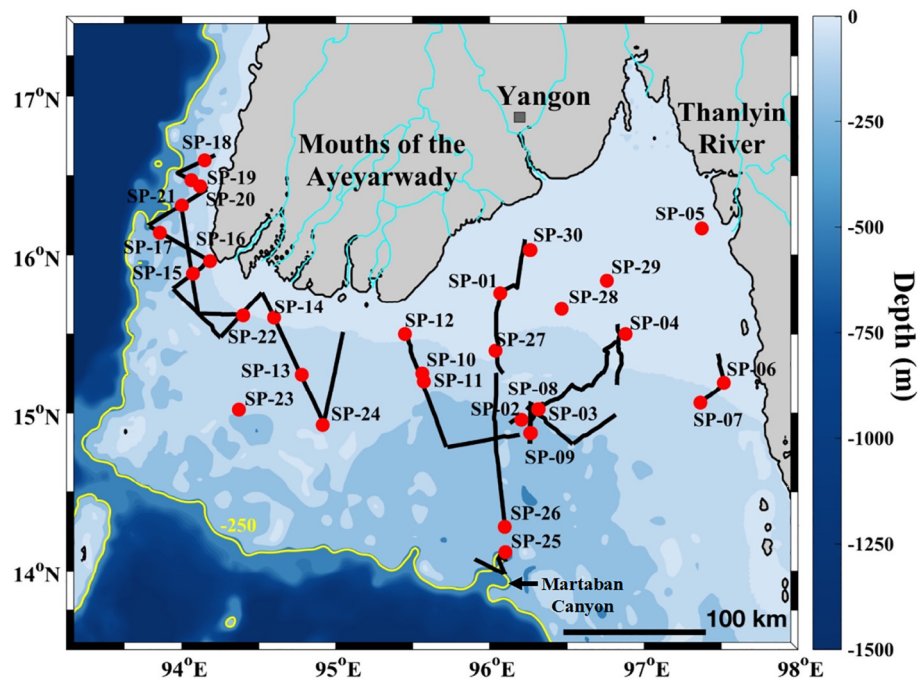 17°N
16°N
15°N
14°N
94°E
95°E
96°E
97°E
98°E
Yangon
Mouths of the
Ayeyarwady
Thanlyin
River
SP-18
SP-19
SP-20
SP-21
SP-16
SP-17
SP-15
SP-05
SP-30
SP-29
SP-01
SP-28
SP-14
SP-12
SP-04
SP-22
SP-27
SP-10
SP-13
SP-11
SP-08
SP-06
SP-23
SP-02
SP-03
SP-24
SP-07
SP-09
SP-26
-250
SP-25
Martaban
Canyon
100 km
0
-250
-500
-750
-1000
-1250
-1500
Depth (m)